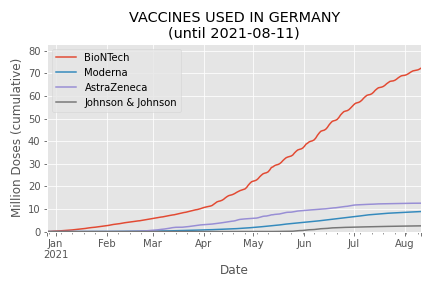 VACCINES USED IN GERMANY
(until 2021-08-11)
Million Doses (cumulative)
80
70
60
50
40
30
20
10
0
BioNTech
Moderna
AstraZeneca
Johnson & Johnson
Jan Feb Mar Apr May Jun Jul Aug
2021
Date